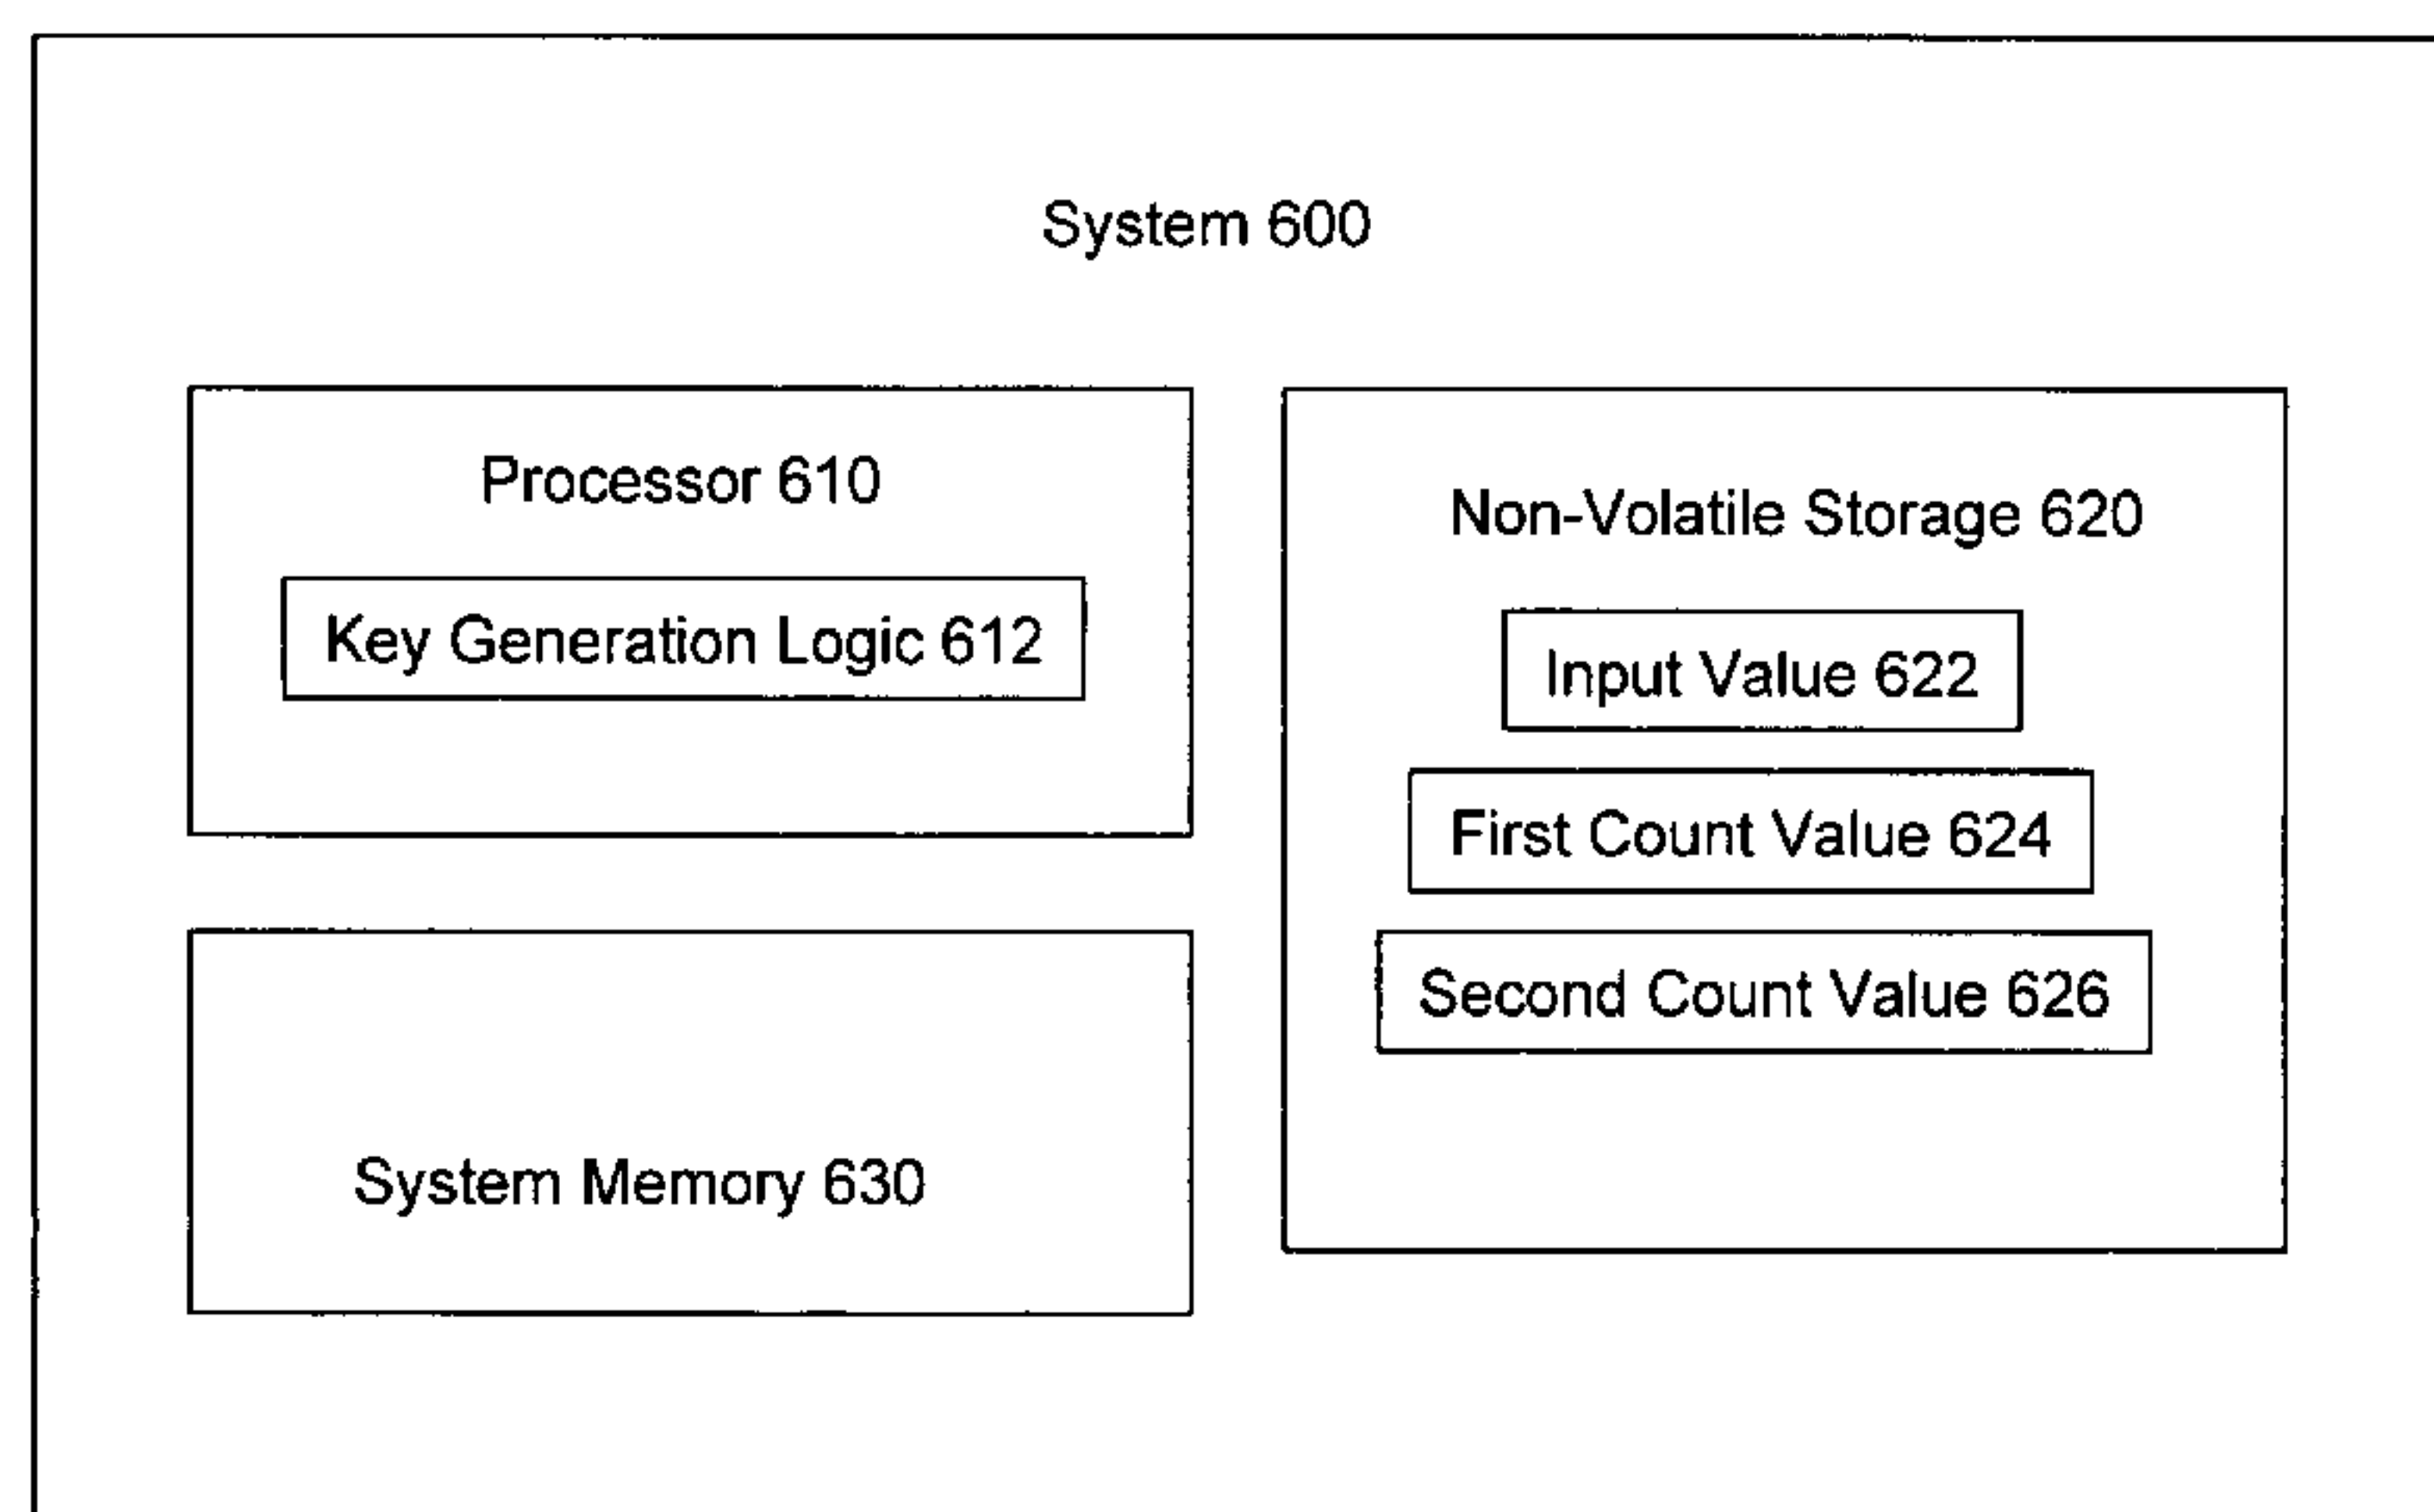 System 600
Processor 610
Key Generation Logic 612
Non-Volatile Storage 620
Input Value 622
First Count Value 624
Second Count Value 626
System Memory 630